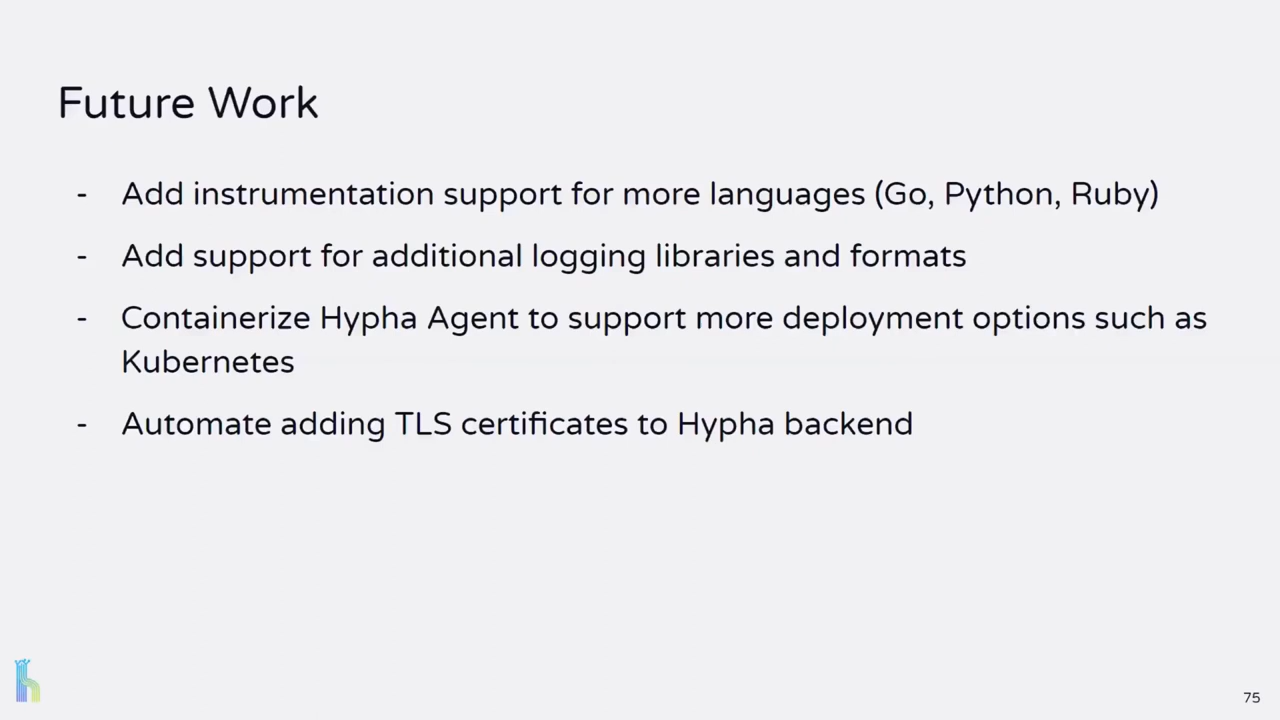 Future Work
- Add instrumentation support for more languages (Go, Python, Ruby)
- Add support for additional logging libraries and formats
- Containerize Hypha Agent to support more deployment options such as
Kubernetes
- Automate adding TLS certificates to Hypha backend
75